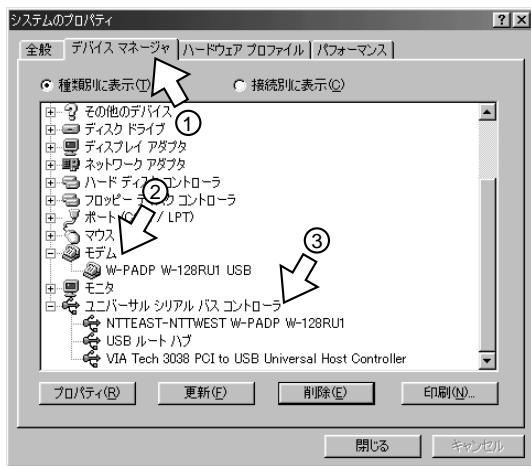 システムのプロパティ
全般 デバイス マネージャ ハードウェア プロファイル パフォーマンス
種類別に表示(T) 接続別に表示(C)
①
その他のデバイス
ディスク ドライブ
ディスプレイ アダプタ
ネットワーク アダプタ
ハード ディスク コントローラ
②
フロッピー ディスク コントローラ
ポート (COM / LPT)
マウス
③
モデム
W-PADP W-128RU1 USB
モニタ
ユニバーサル シリアル バス コントローラ
NTTEAST-NTTWEST W-PADP W-128RU1
USB ルート ハブ
VIA Tech 3038 PCI to USB Universal Host Controller
プロパティ(R) 更新(F) 削除(E) 印刷(N)...
閉じる キャンセル